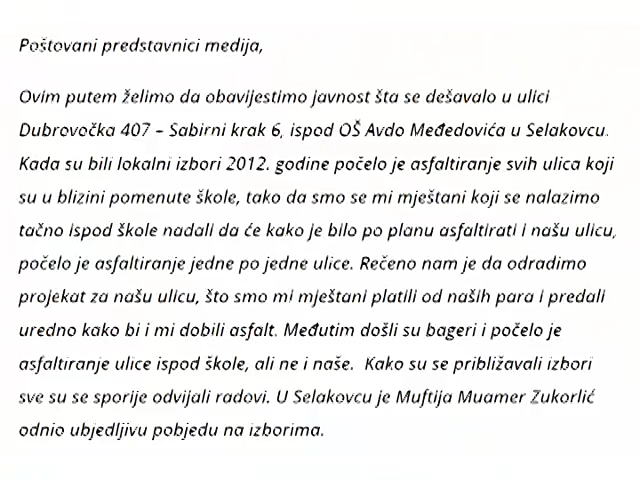 Poštovani predstavnici medija,
Ovim putem želimo da obavijestimo javnost šta se dešavalo u ulici
Dubrovočka 407 – Sabirni krak 6, ispod OŠ Avdo Međedovića u Selakovcu.
Kada su bili lokalni izbori 2012. godine počelo je asfaltiranje svih ulica koji
su u blizini pomenute škole, tako da smo se mi mještani koji se nalazimo
tačno ispod škole nadali da će kako je bilo po planu asfaltirati i našu ulicu,
počelo je asfaltiranje jedne po jedne ulice. Rečeno nam je da odradimo
projekat za našu ulicu, što smo mi mještani platili od naših para i predali
uredno kako bi i mi dobili asfalt. Međutim došli su bageri i počelo je
asfaltiranje ulice ispod škole, ali ne i naše. Kako su se približavali izbori
sve su se sporije odvijali radovi. U Selakovcu je Muftija Muamer Zukorlić
odnio ubjedljivu pobjedu na izborima.